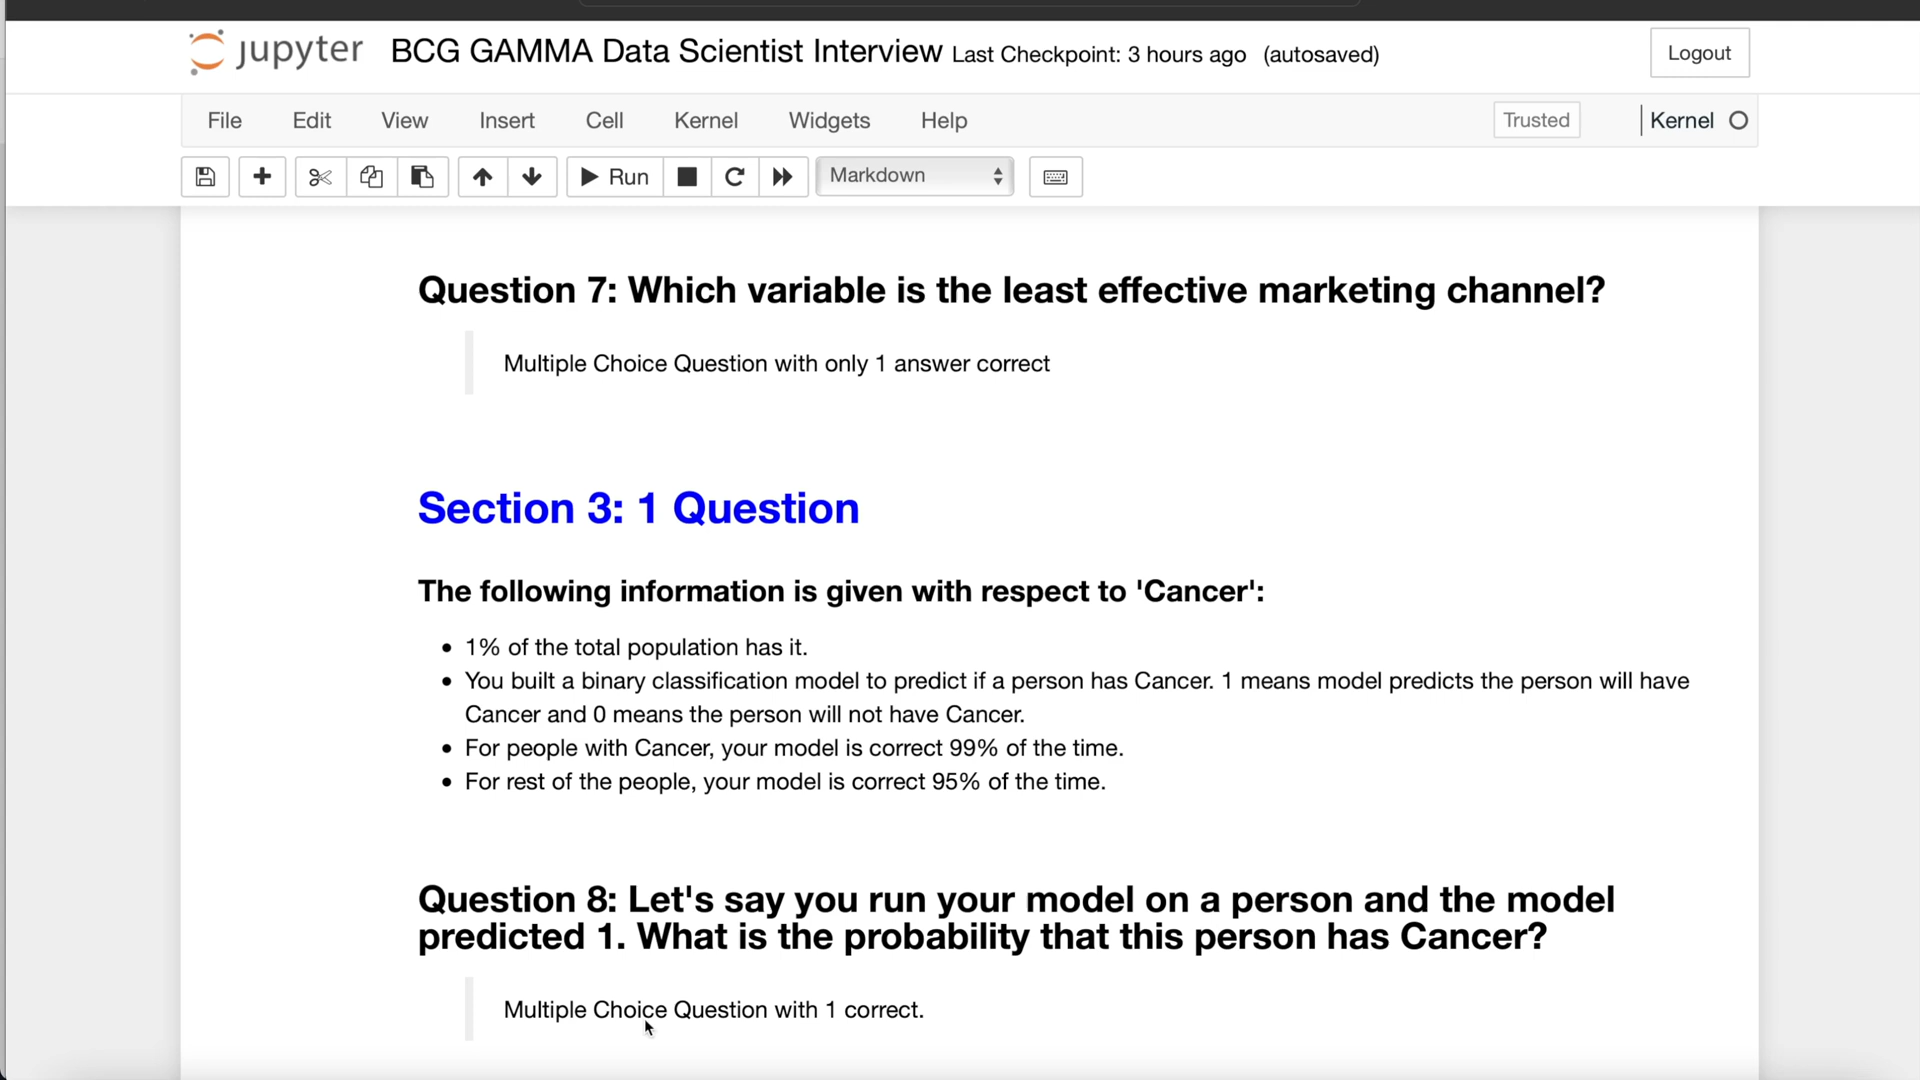 jupyter BCG GAMMA Data Scientist Interview Last Checkpoint: 3 hours ago (autosaved) Logout
File Edit View Insert Cell Kernel Widgets Help Trusted Kernel
Run Markdown
Question 7: Which variable is the least effective marketing channel?
Multiple Choice Question with only 1 answer correct
Section 3: 1 Question
The following information is given with respect to 'Cancer':
• 1% of the total population has it.
• You built a binary classification model to predict if a person has Cancer. 1 means model predicts the person will have
Cancer and 0 means the person will not have Cancer.
• For people with Cancer, your model is correct 99% of the time.
• For rest of the people, your model is correct 95% of the time.
Question 8: Let's say you run your model on a person and the model
predicted 1. What is the probability that this person has Cancer?
Multiple Choice Question with 1 correct.